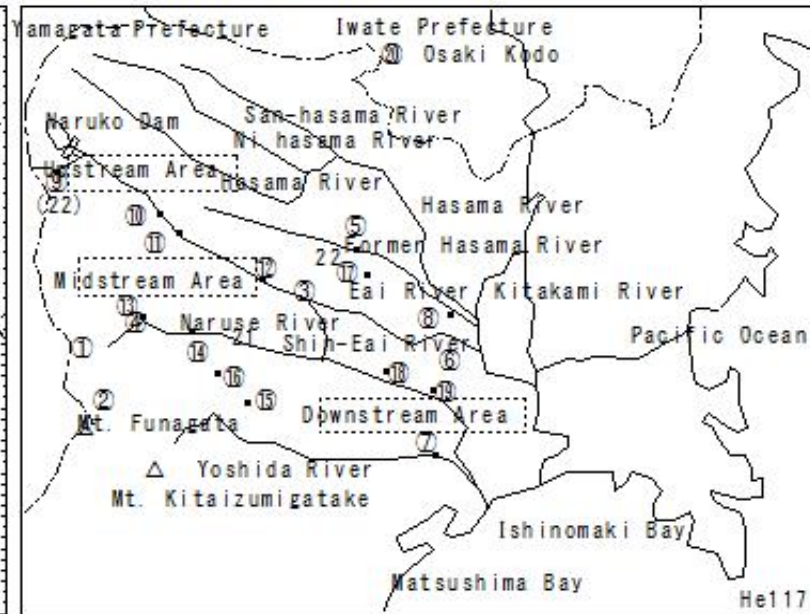 Yamagata Prefecture
Iwate Prefecture
⑳ Osaki Kodo
Naruko Dam
San-hasama River
Ni hasama River
Upstream Area
Hasama River
⑨
(22)
⑩
⑪
Hasama River
⑤
Former Hasama River
22
⑰
Midstream Area
⑫
③
Eai River
Kitakami River
⑬
④
Naruse River
21
⑧
①
⑭
Shin-Eai River
⑥
Pacific Ocean
⑯
⑱
②
⑮
⑲
Mt. Funagata
Downstream Area
⑦
Yoshida River
Mt. Kitaizumigatake
Ishinomaki Bay
Matsushima Bay
He117